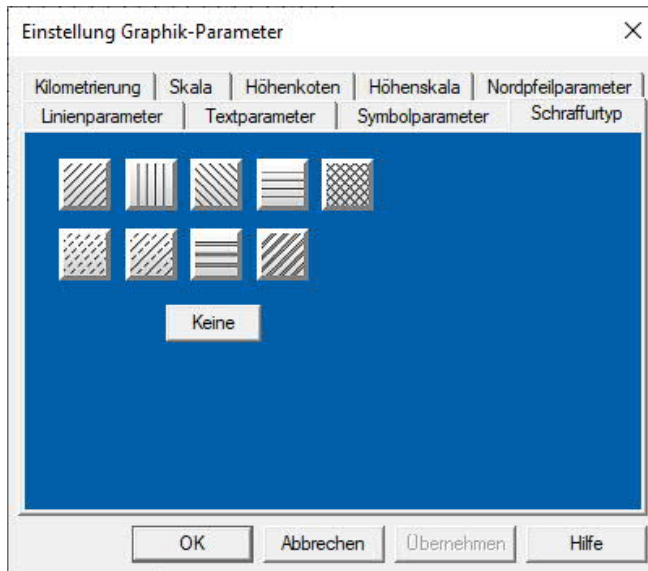 Einstellung Graphik-Parameter
Kilometrierung Skala Höhenkoten Höhenskala Nordpfeilparameter
Linienparameter Textparameter Symbolparameter Schraffurtyp
Keine
OK Abbrechen Übernehmen Hilfe